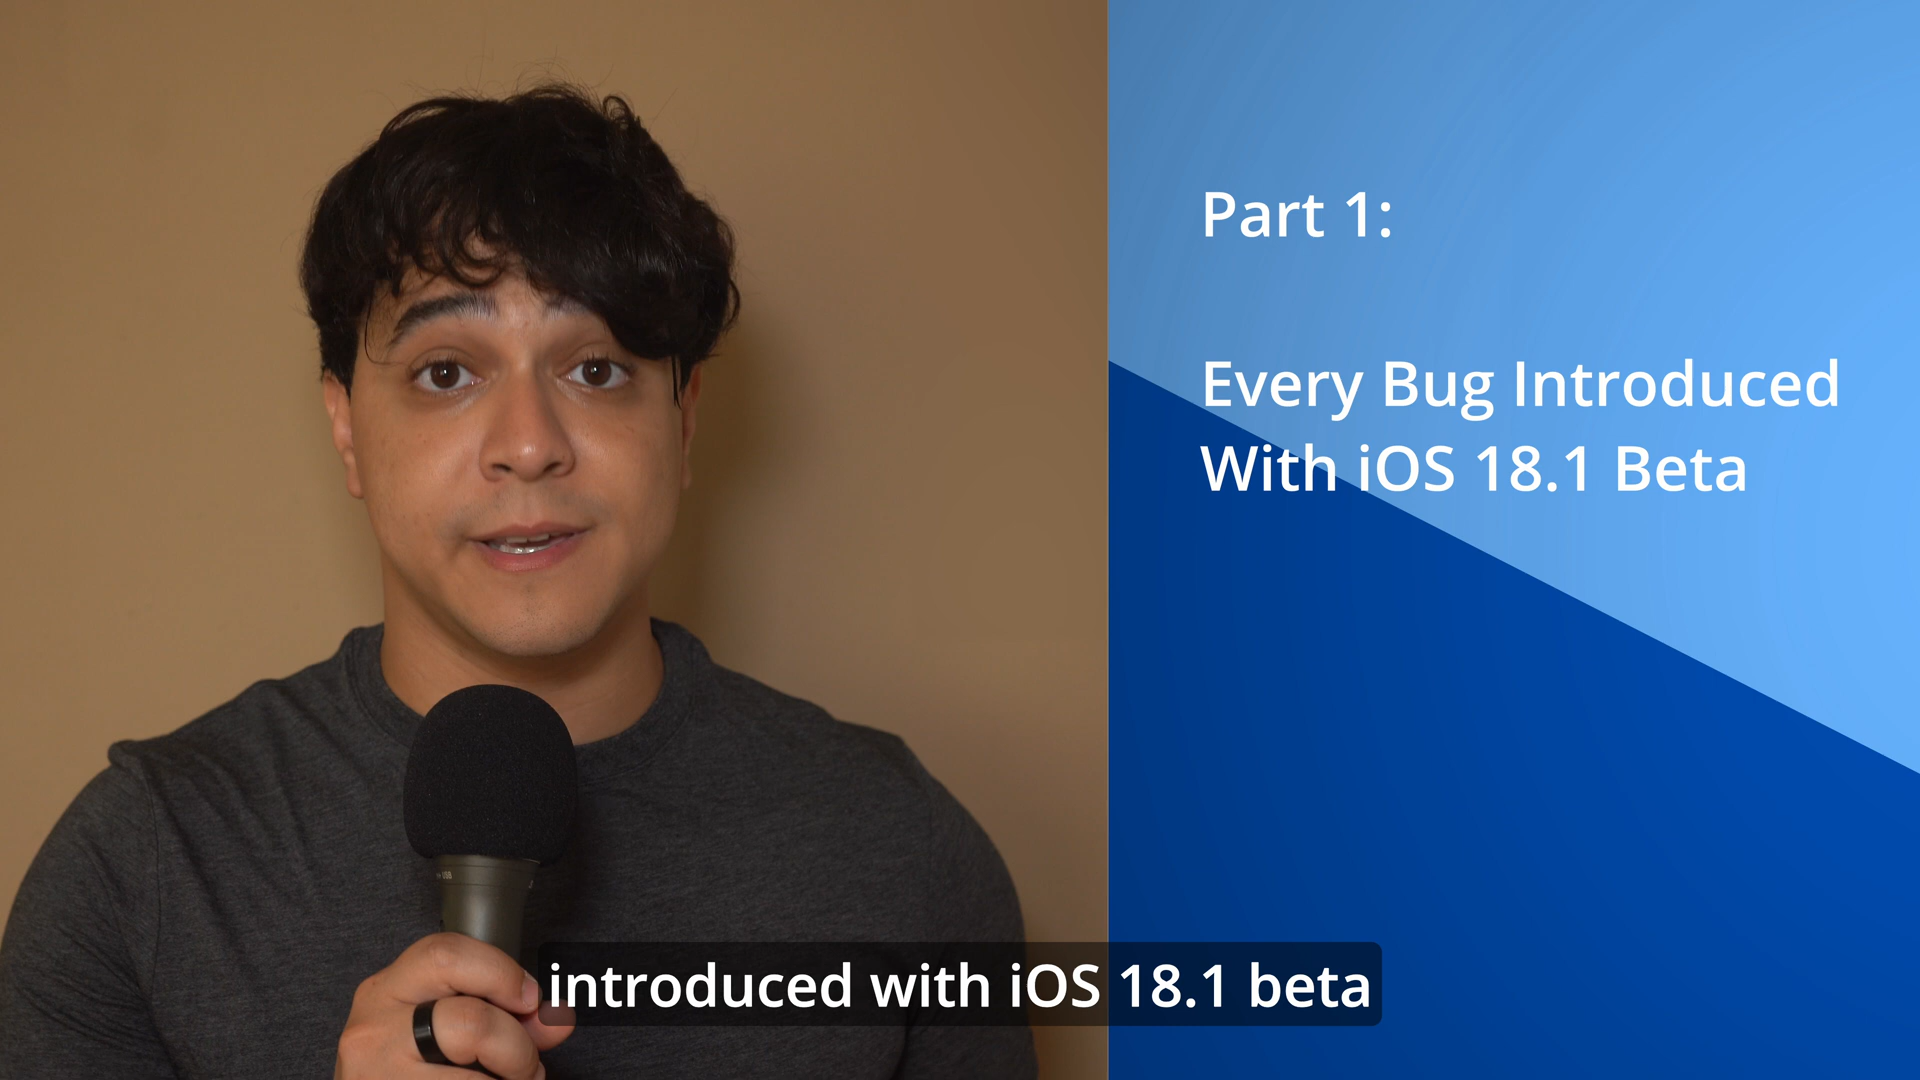 Part 1:
Every Bug Introduced
With iOS 18.1 Beta
introduced with iOS 18.1 beta